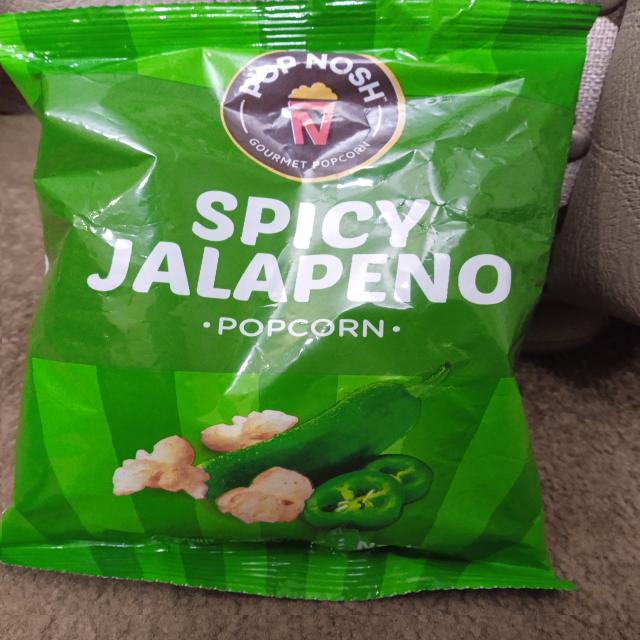 POP NOSH
GOURMET POPCORN
SPICY
JALAPENO
•POPCORN•